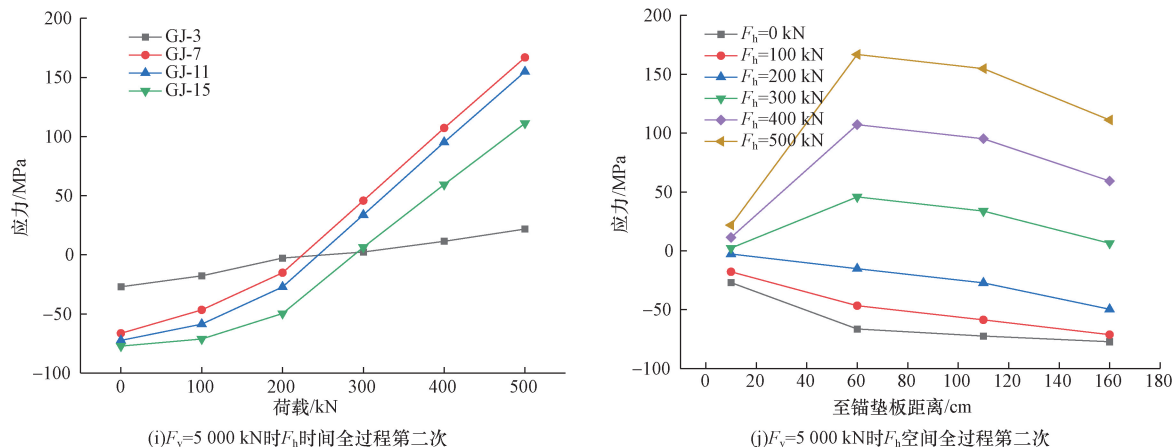 200
150
100
50
0
−50
−100
应力/MPa
GJ-3
GJ-7
GJ-11
GJ-15
0 100 200 300 400 500
荷载/kN
(i)Fv=5 000 kN时Fh时间全过程第二次
200
150
100
50
0
−50
−100
应力/MPa
Fh=0 kN
Fh=100 kN
Fh=200 kN
Fh=300 kN
Fh=400 kN
Fh=500 kN
0 20 40 60 80 100 120 140 160 180
至锚垫板距离/cm
(j)Fv=5 000 kN时Fh空间全过程第二次